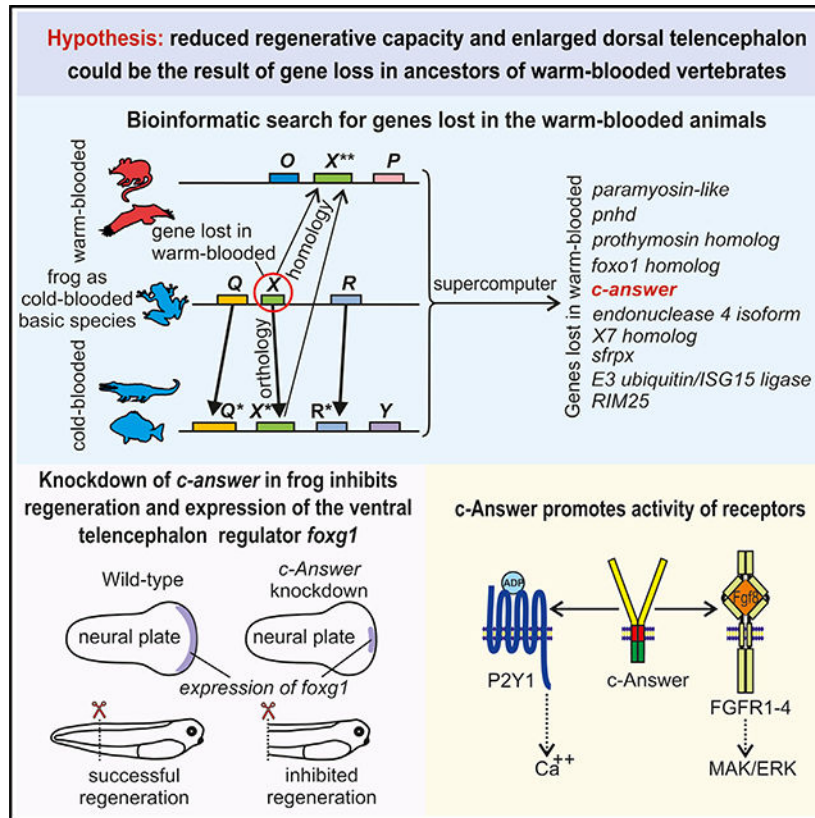 Hypothesis: reduced regenerative capacity and enlarged dorsal telencephalon
could be the result of gene loss in ancestors of warm-blooded vertebrates
Bioinformatic search for genes lost in the warm-blooded animals
warm-blooded
O X** P
gene lost in
warm-blooded
homology
frog as
cold-blooded
basic species
Q X R
orthology
cold-blooded
Q* X* R* Y
supercomputer
Genes lost in warm-blooded
paramyosin-like
pnhd
prothymosin homolog
foxo1 homolog
c-answer
endonuclease 4 isoform
X7 homolog
sfrpx
E3 ubiquitin/ISG15 ligase
RIM25
Knockdown of c-answer in frog inhibits
regeneration and expression of the ventral
telencephalon regulator foxg1
Wild-type
c-Answer
knockdown
neural plate
neural plate
expression of foxg1
successful
regeneration
inhibited
regeneration
c-Answer promotes activity of receptors
ADP
Fgf8
P2Y1
c-Answer
FGFR1-4
Ca++
MAK/ERK